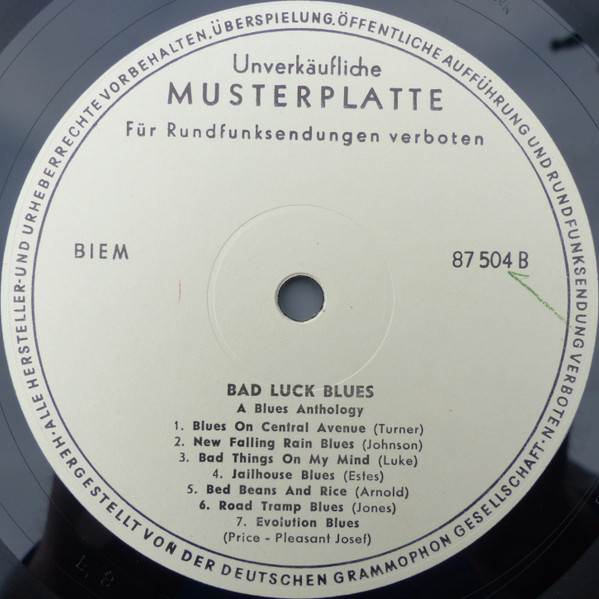 ·ALLE HERSTELLER-UND URHEBERRECHTE VORBEHALTEN, ÜBERSPIELUNG, ÖFFENTLICHE AUFFÜHRUNG UND RUNDFUNKSENDUNG VERBOTEN·
Unverkäufliche
MUSTERPLATTE
Für Rundfunksendungen verboten
BIEM
87 504 B
BAD LUCK BLUES
A Blues Anthology
1. Blues On Central Avenue (Turner)
2. New Falling Rain Blues (Johnson)
3. Bad Things On My Mind (Luke)
4. Jailhouse Blues (Estes)
5. Bed Beans And Rice (Arnold)
6. Road Tramp Blues (Jones)
7. Evolution Blues
(Price - Pleasant Josef)
HERGESTELLT VON DER DEUTSCHEN GRAMMOPHON GESELLSCHAFT·